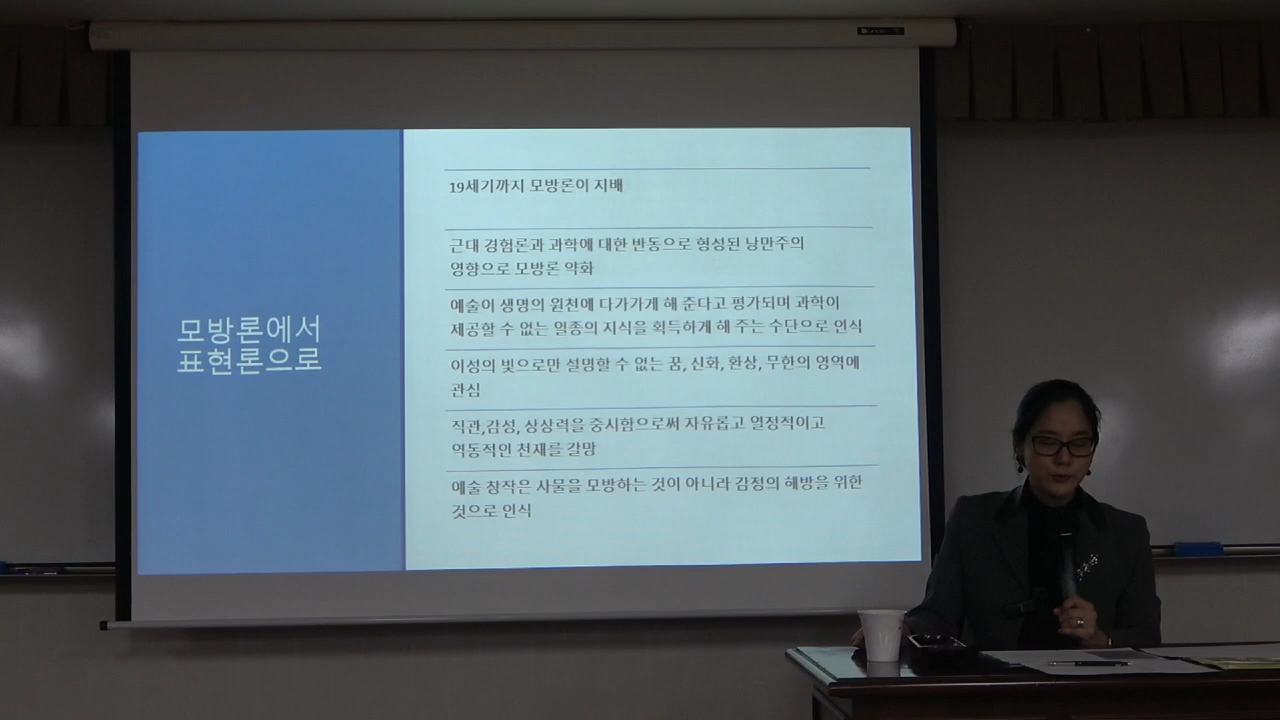 모방론에서
표현론으로
19세기까지 모방론이 지배
근대 경험론과 과학에 대한 반동으로 형성된 낭만주의
영향으로 모방론 약화
예술이 생명의 원천에 다가가게 해 준다고 평가되며 과학이
제공할 수 없는 일종의 지식을 획득하게 해 주는 수단으로 인식
이성의 빛으로만 설명할 수 없는 꿈, 신화, 환상, 무한의 영역에
관심
직관,감성, 상상력을 중시함으로써 자유롭고 열정적이고
역동적인 천재를 갈망
예술 창작은 사물을 모방하는 것이 아니라 감정의 해방을 위한
것으로 인식